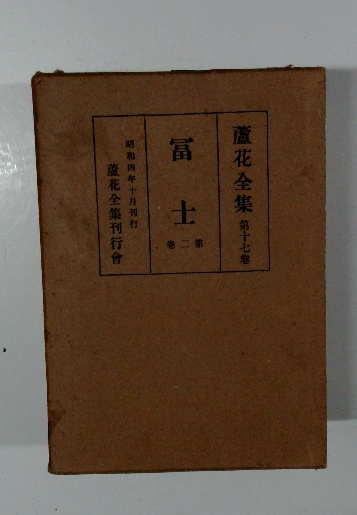 蘆花全集 第十七卷
冨士
第二卷
昭和四年十月刊行
蘆花全集刊行會